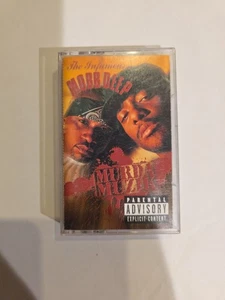 The Infamous
MOBB DEEP
MURDA
MUZIK
PARENTAL
ADVISORY
EXPLICIT CONTENT